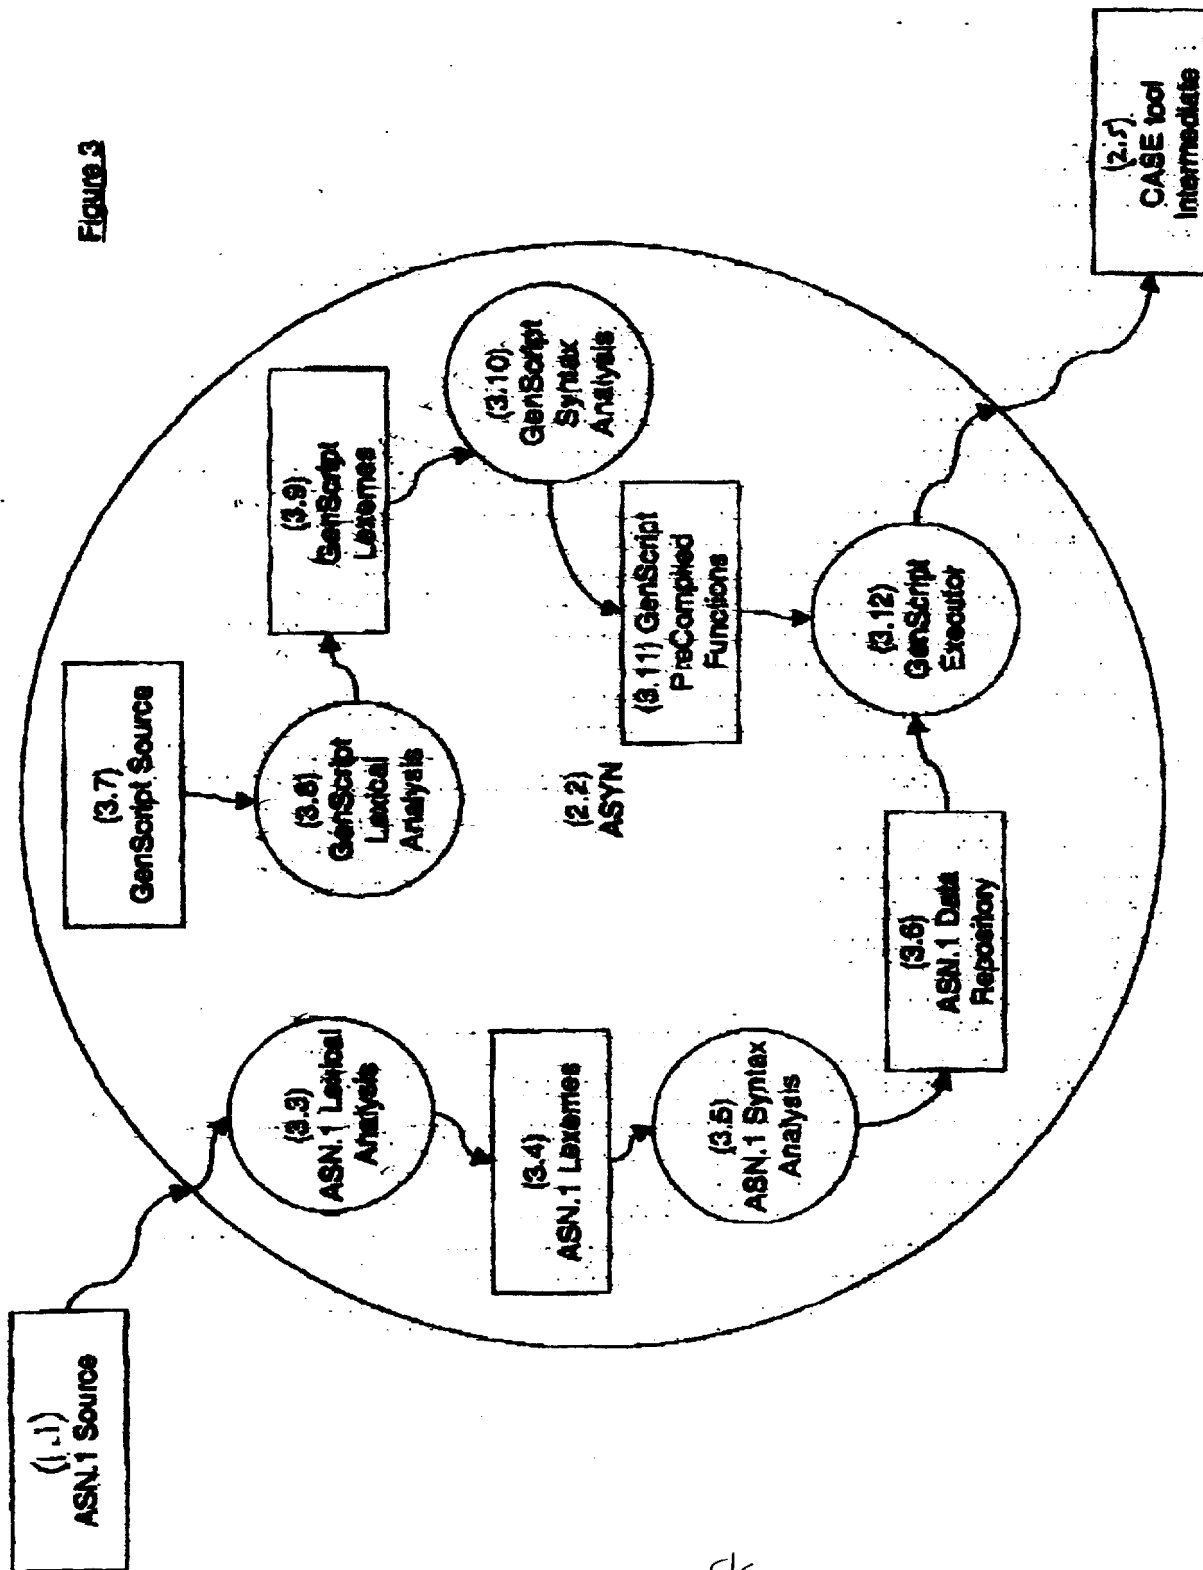 Figure 3
(1.1)
ASN.1 Source
(3.3)
ASN.1 Lexical
Analysis
(3.4)
ASN.1 Lexemes
(3.5)
ASN.1 Syntax
Analysis
(3.6)
ASN.1 Data
Repository
(3.7)
GenScript Source
(3.8)
GenScript
Lexical
Analysis
(2.2)
ASYN
(3.9)
GenScript
Lexemes
(3.10)
GenScript
Syntax
Analysis
(3.11) GenScript
PreCompiled
Functions
(3.12)
GenScript
Executor
(2.5)
CASE tool
Intermediate